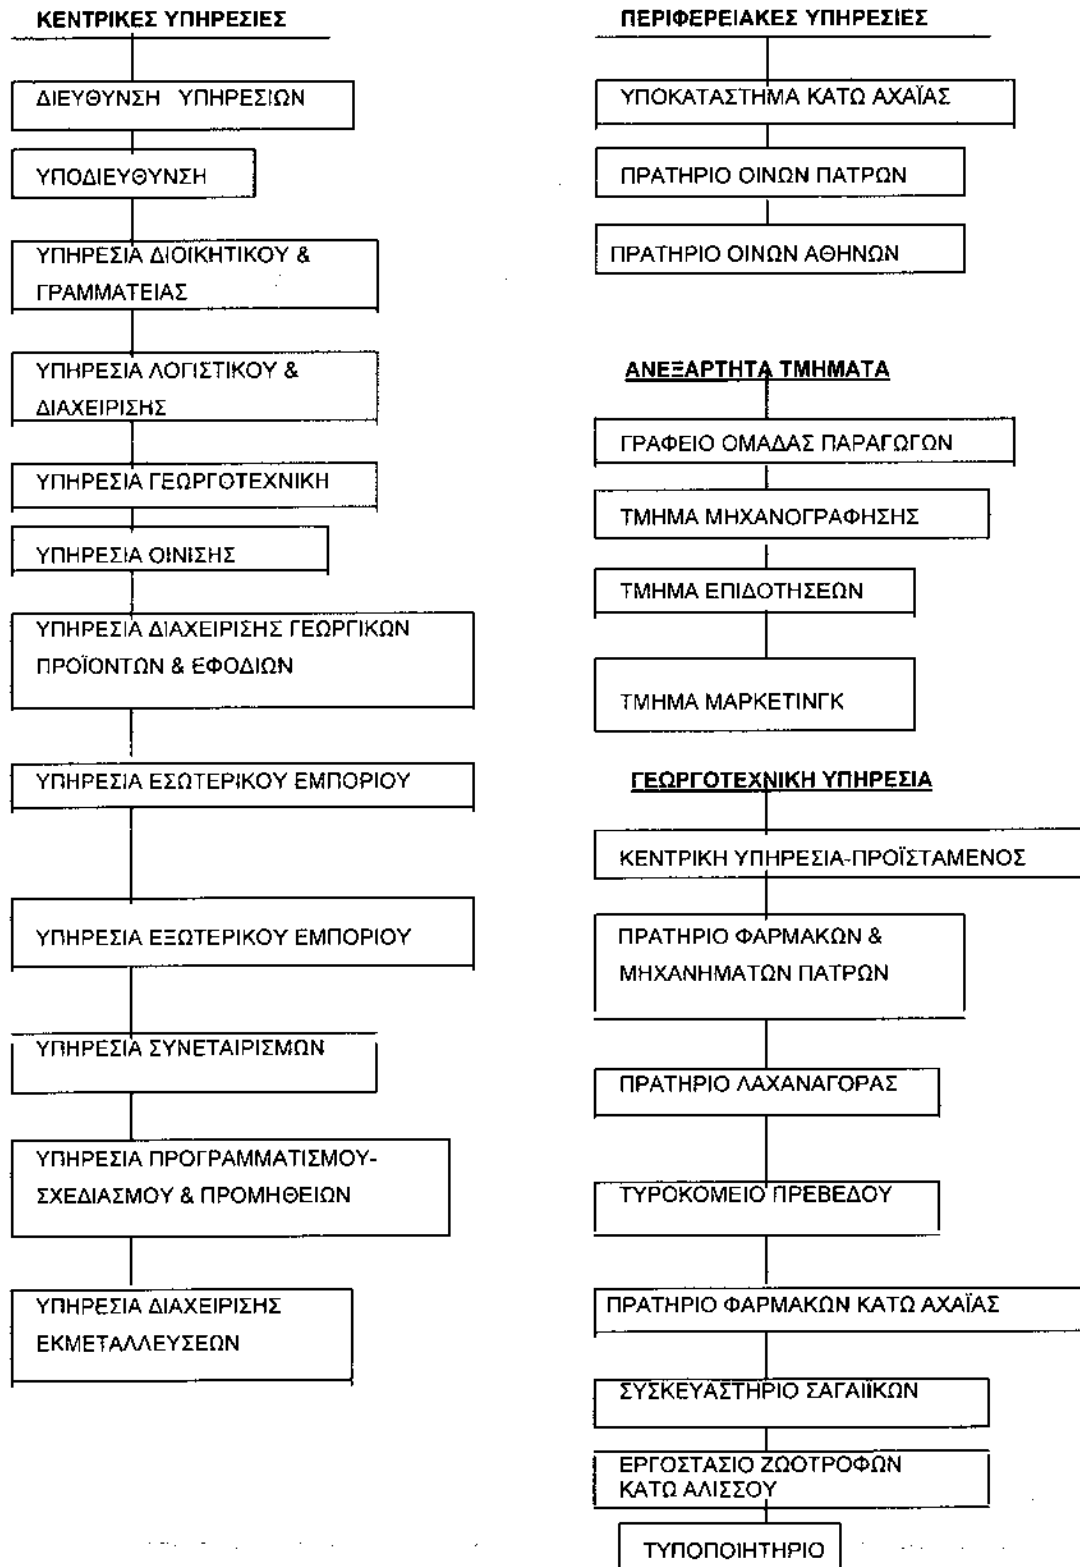 ΚΕΝΤΡΙΚΕΣ ΥΠΗΡΕΣΙΕΣ
ΔΙΕΥΘΥΝΣΗ ΥΠΗΡΕΣΙΩΝ
ΥΠΟΔΙΕΥΘΥΝΣΗ
ΥΠΗΡΕΣΙΑ ΔΙΟΙΚΗΤΙΚΟΥ &
ΓΡΑΜΜΑΤΕΙΑΣ
ΥΠΗΡΕΣΙΑ ΛΟΓΙΣΤΙΚΟΥ &
ΔΙΑΧΕΙΡΙΣΗΣ
ΥΠΗΡΕΣΙΑ ΓΕΩΡΓΟΤΕΧΝΙΚΗ
ΥΠΗΡΕΣΙΑ ΟΙΝΙΣΗΣ
ΥΠΗΡΕΣΙΑ ΔΙΑΧΕΙΡΙΣΗΣ ΓΕΩΡΓΙΚΩΝ
ΠΡΟΪΟΝΤΩΝ & ΕΦΟΔΙΩΝ
ΥΠΗΡΕΣΙΑ ΕΣΩΤΕΡΙΚΟΥ ΕΜΠΟΡΙΟΥ
ΥΠΗΡΕΣΙΑ ΕΞΩΤΕΡΙΚΟΥ ΕΜΠΟΡΙΟΥ
ΥΠΗΡΕΣΙΑ ΣΥΝΕΤΑΙΡΙΣΜΩΝ
ΥΠΗΡΕΣΙΑ ΠΡΟΓΡΑΜΜΑΤΙΣΜΟΥ-
ΣΧΕΔΙΑΣΜΟΥ & ΠΡΟΜΗΘΕΙΩΝ
ΥΠΗΡΕΣΙΑ ΔΙΑΧΕΙΡΙΣΗΣ
ΕΚΜΕΤΑΛΛΕΥΣΕΩΝ
ΠΕΡΙΦΕΡΕΙΑΚΕΣ ΥΠΗΡΕΣΙΕΣ
ΥΠΟΚΑΤΑΣΤΗΜΑ ΚΑΤΩ ΑΧΑΪΑΣ
ΠΡΑΤΗΡΙΟ ΟΙΝΩΝ ΠΑΤΡΩΝ
ΠΡΑΤΗΡΙΟ ΟΙΝΩΝ ΑΘΗΝΩΝ
ΑΝΕΞΑΡΤΗΤΑ ΤΜΗΜΑΤΑ
ΓΡΑΦΕΙΟ ΟΜΑΔΑΣ ΠΑΡΑΓΩΓΩΝ
ΤΜΗΜΑ ΜΗΧΑΝΟΓΡΑΦΗΣΗΣ
ΤΜΗΜΑ ΕΠΙΔΟΤΗΣΕΩΝ
ΤΜΗΜΑ ΜΑΡΚΕΤΙΝΓΚ
ΓΕΩΡΓΟΤΕΧΝΙΚΗ ΥΠΗΡΕΣΙΑ
ΚΕΝΤΡΙΚΗ ΥΠΗΡΕΣΙΑ-ΠΡΟΪΣΤΑΜΕΝΟΣ
ΠΡΑΤΗΡΙΟ ΦΑΡΜΑΚΩΝ &
ΜΗΧΑΝΗΜΑΤΩΝ ΠΑΤΡΩΝ
ΠΡΑΤΗΡΙΟ ΛΑΧΑΝΑΓΟΡΑΣ
ΤΥΡΟΚΟΜΕΙΟ ΠΡΕΒΕΔΟΥ
ΠΡΑΤΗΡΙΟ ΦΑΡΜΑΚΩΝ ΚΑΤΩ ΑΧΑΪΑΣ
ΣΥΣΚΕΥΑΣΤΗΡΙΟ ΣΑΓΑΙΪΚΩΝ
ΕΡΓΟΣΤΑΣΙΟ ΖΩΟΤΡΟΦΩΝ
ΚΑΤΩ ΑΛΙΣΣΟΥ
ΤΥΠΟΠΟΙΗΤΗΡΙΟ